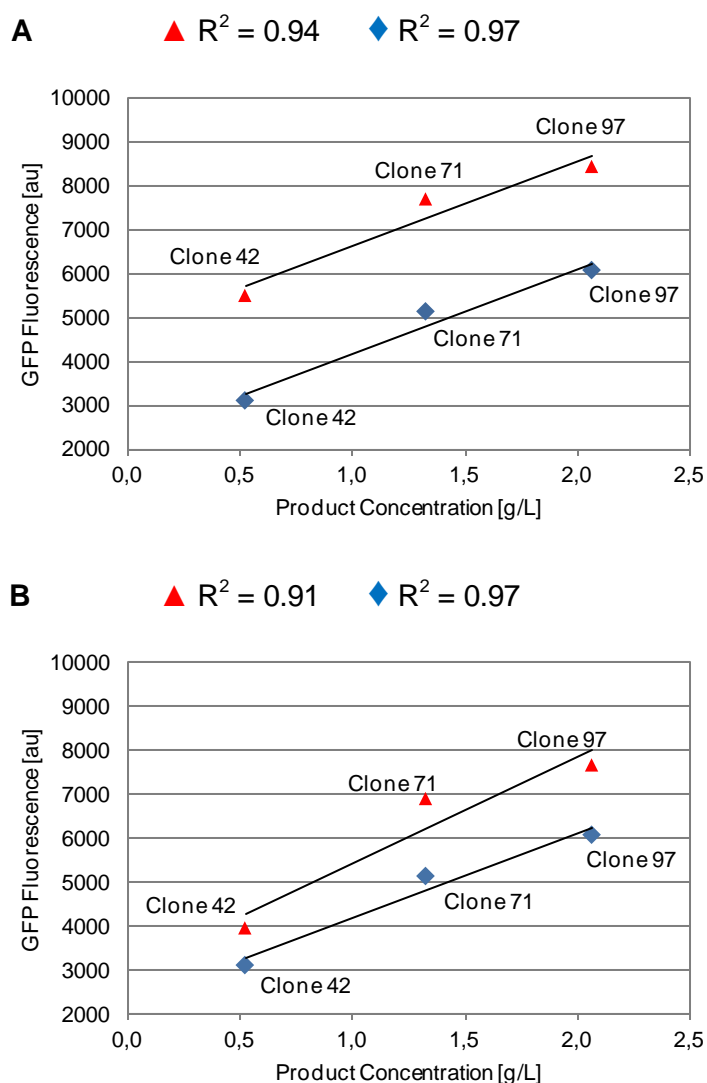 A
R² = 0.94 R² = 0.97
10000
9000
8000
7000
6000
5000
4000
3000
2000
GFP Fluorescence [au]
Clone 97
Clone 71
Clone 42
Clone 97
Clone 71
Clone 42
0,0 0,5 1,0 1,5 2,0 2,5
Product Concentration [g/L]
B
R² = 0.91 R² = 0.97
10000
9000
8000
7000
6000
5000
4000
3000
2000
GFP Fluorescence [au]
Clone 97
Clone 71
Clone 42
Clone 97
Clone 71
Clone 42
0,0 0,5 1,0 1,5 2,0 2,5
Product Concentration [g/L]